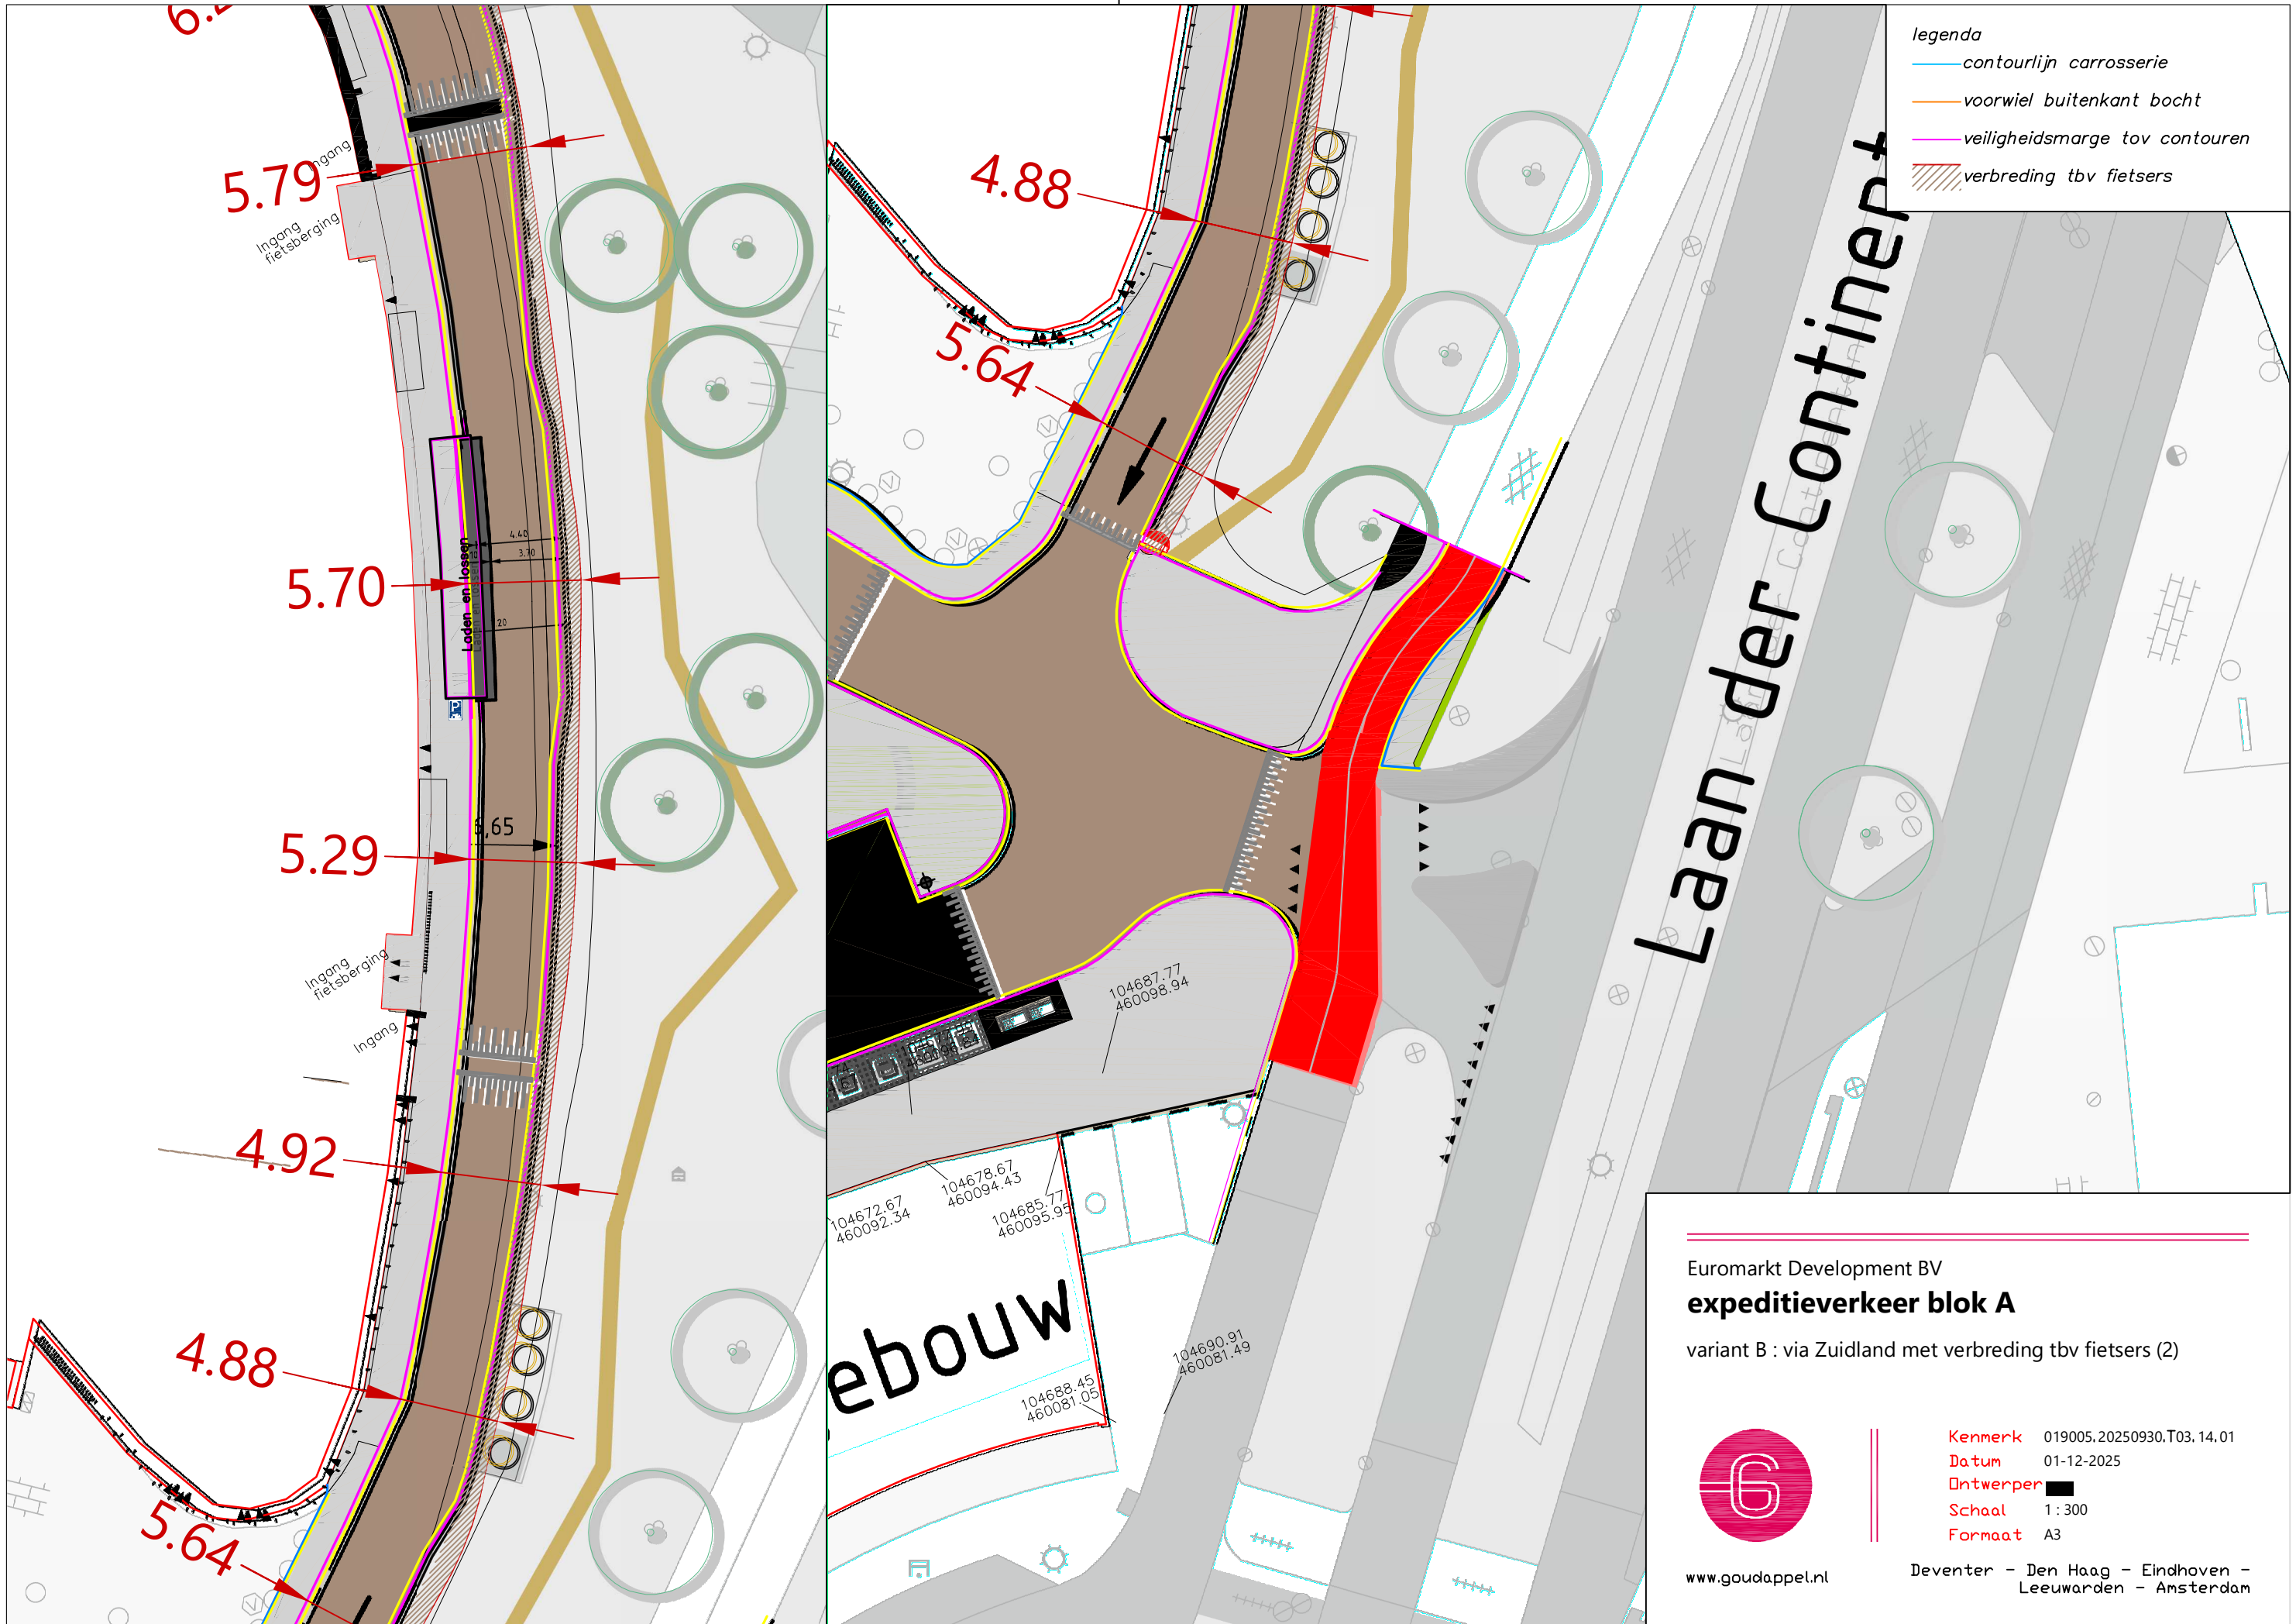 5.79
Ingang
Ingang
fietsberging
4.40
3.70
Laden en lossen
5.70
20
5.29
Ingang
fietsberging
Ingang
4.92
4.88
5.64
4.88
5.64
104687.77
460098.94
104672.67
460092.34
104678.67
460094.43
104685.77
460095.95
104690.91
460081.49
104688.45
460081.05
ebouw
Laan der Continent
legenda
contourlijn carrosserie
voorwiel buitenkant bocht
veiligheidsmarge tov contouren
verbreding tbv fietsers
Euromarkt Development BV
expeditieverkeer blok A
variant B : via Zuidland met verbreding tbv fietsers (2)
Kenmerk 019005.20250930.T03.14.01
Datum 01-12-2025
Ontwerper
Schaal 1 : 300
Formaat A3
www.goudappel.nl
Deventer - Den Haag - Eindhoven -
Leeuwarden - Amsterdam